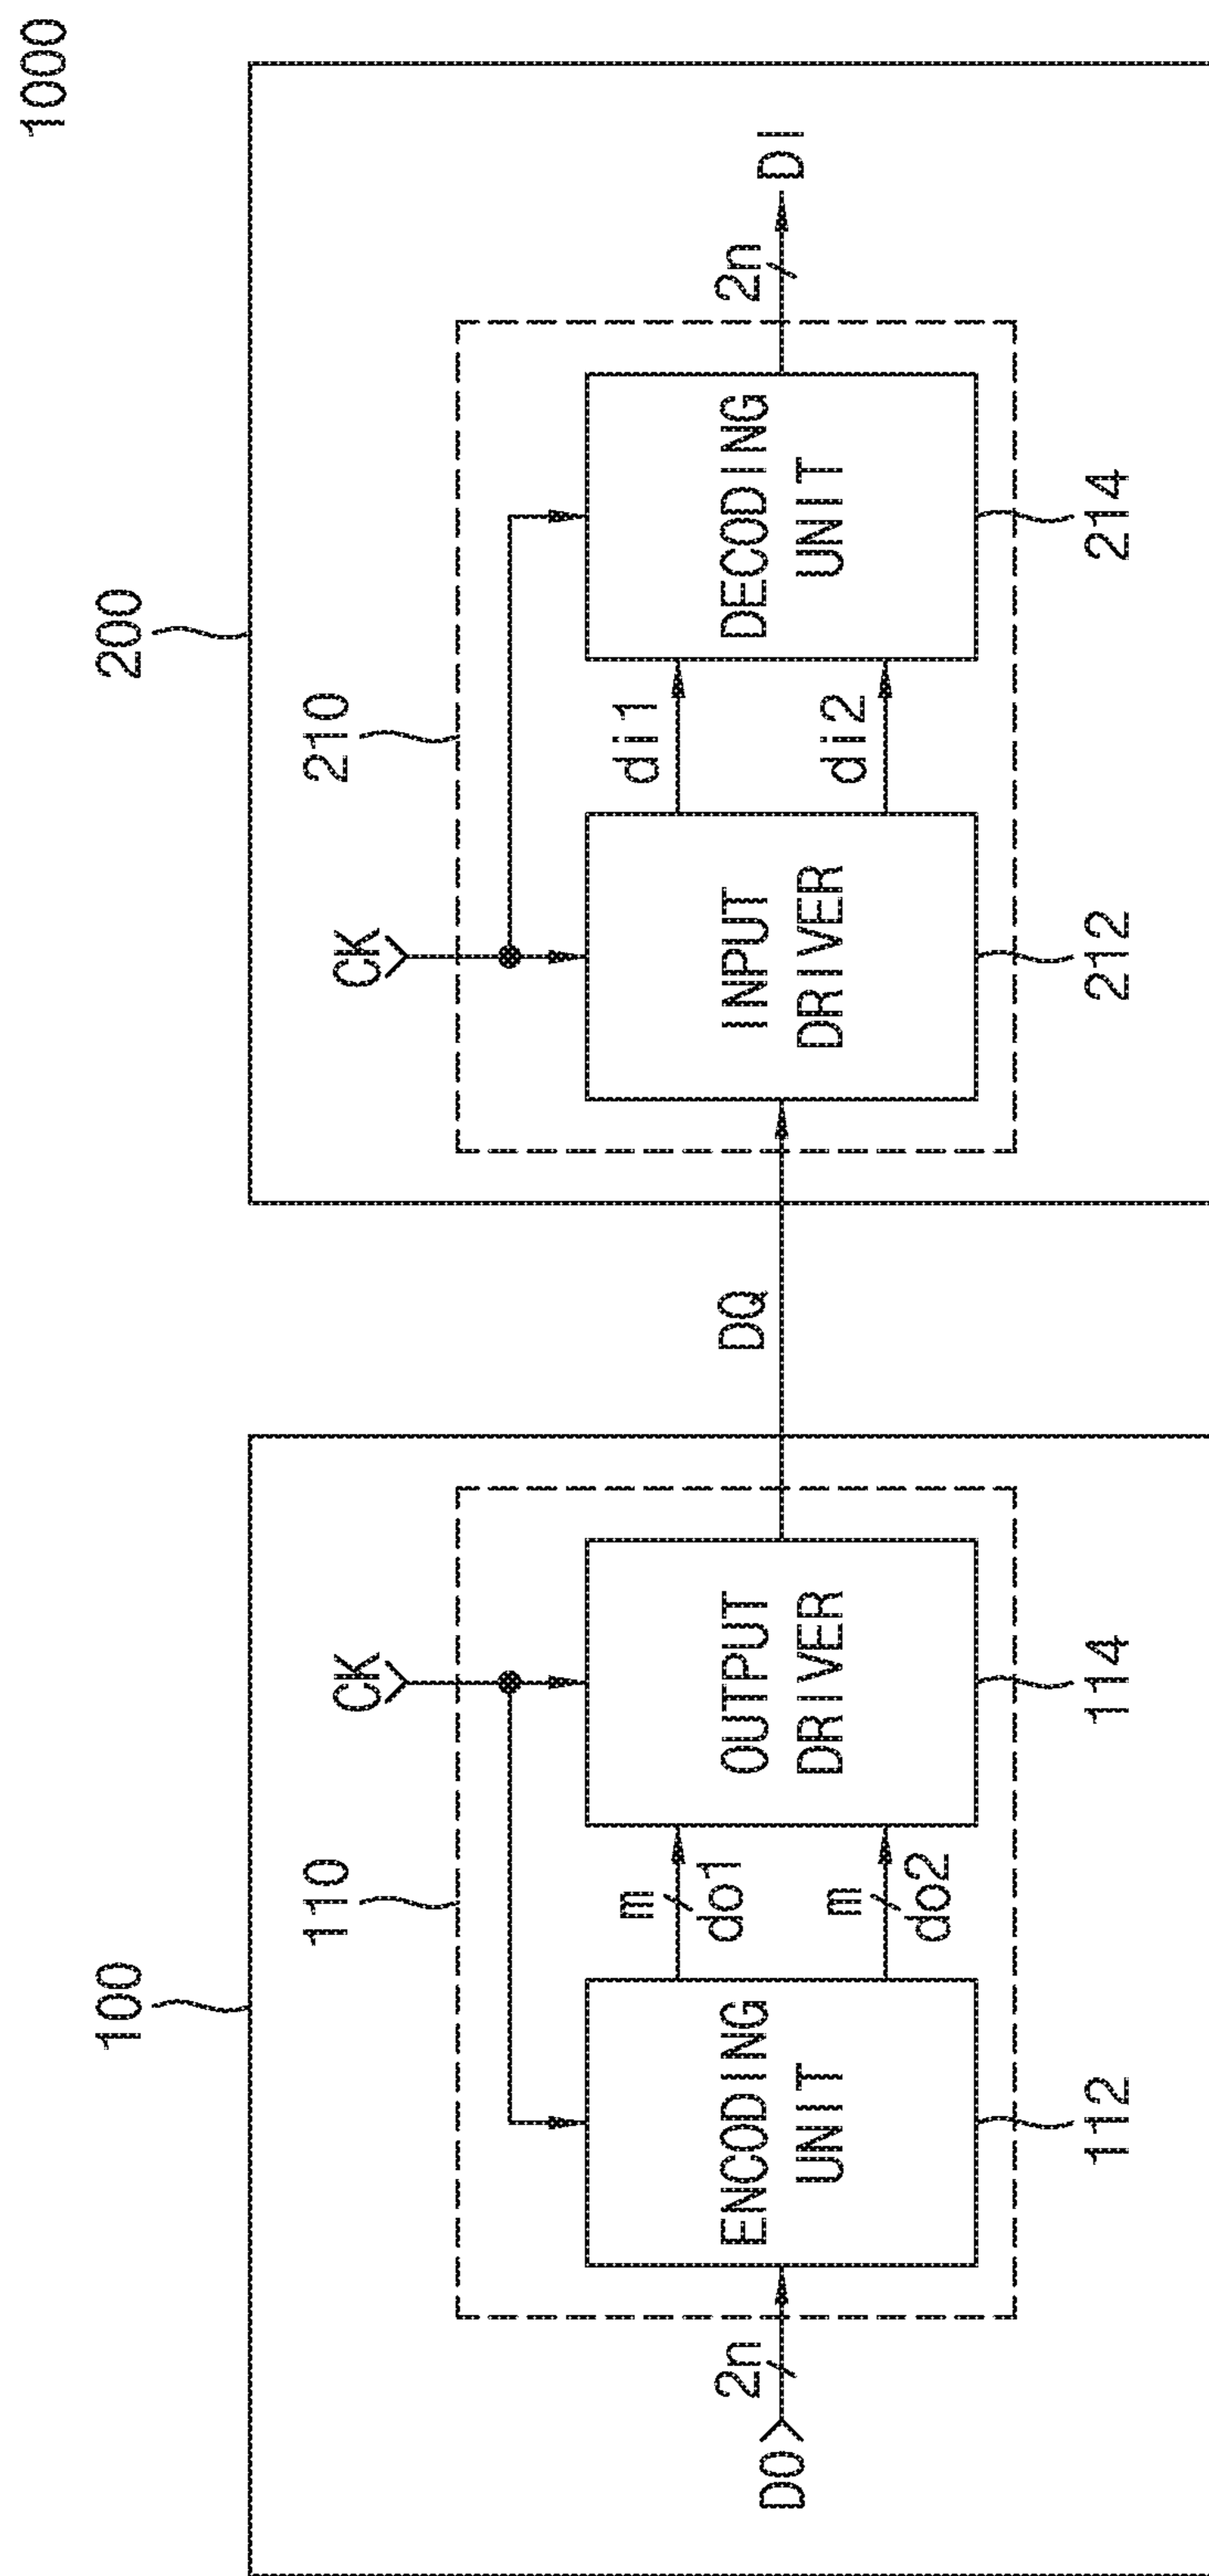 1000
100
200
110
210
CK
CK
DO
2n
ENCODING
UNIT
m
do1
m
do2
OUTPUT
DRIVER
DQ
INPUT
DRIVER
di1
di2
DECODING
UNIT
2n
DI
112
114
212
214